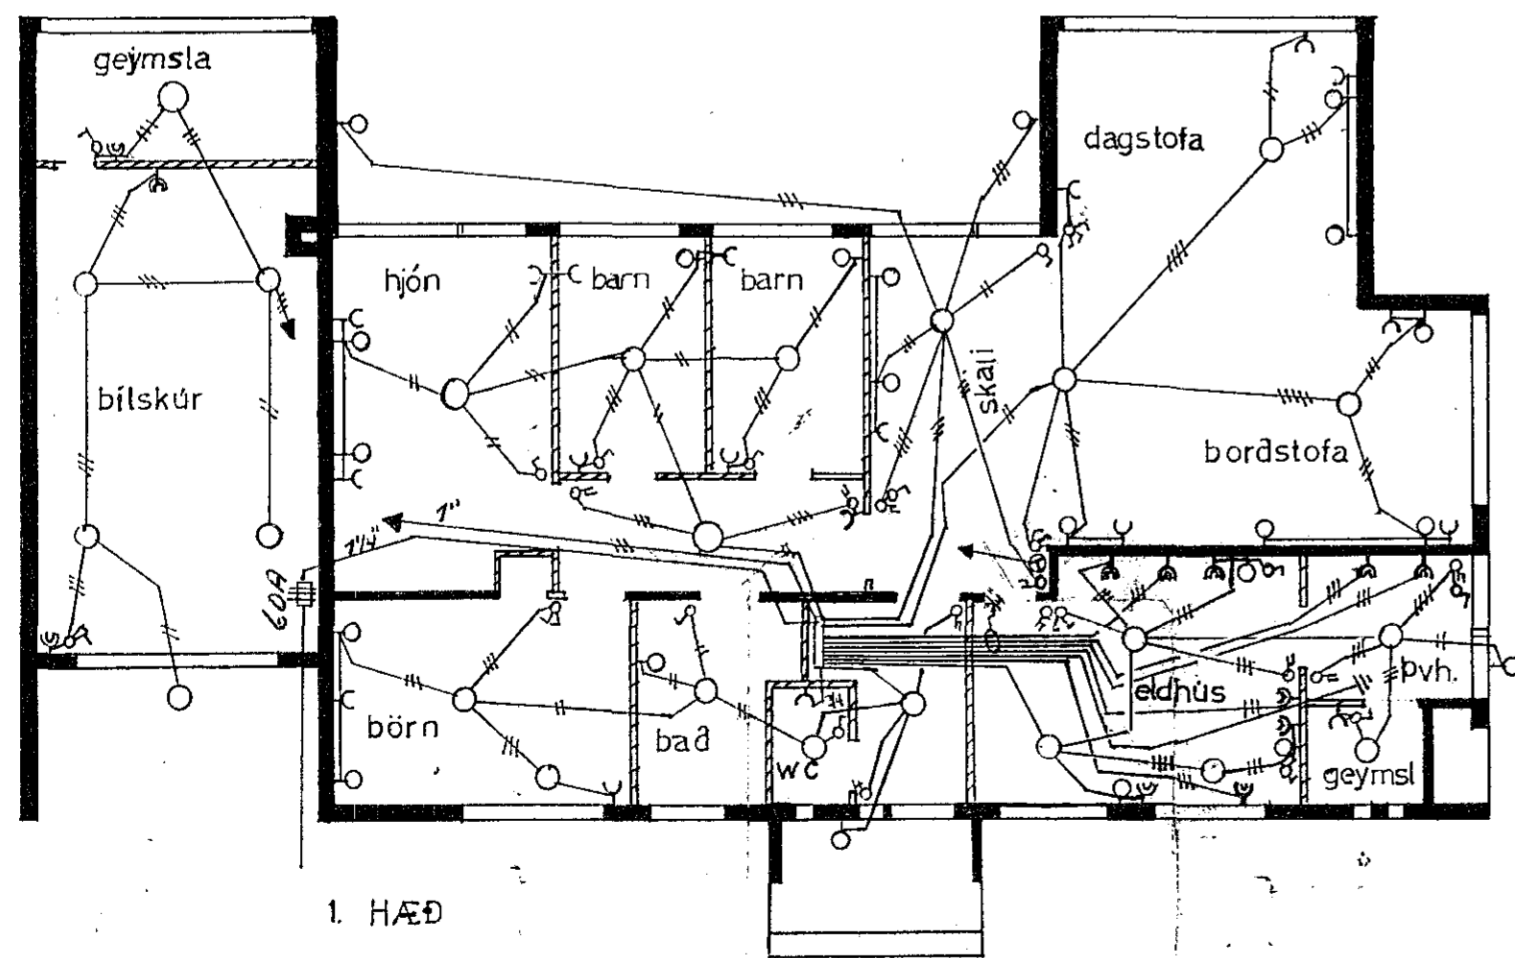 geymsla
dagstofa
hjón
barn
barn
skáli
bílskúr
borðstofa
1"
1¼"
60A
eldhús
þvh.
börn
bað
WC
geymsl
1. HÆÐ